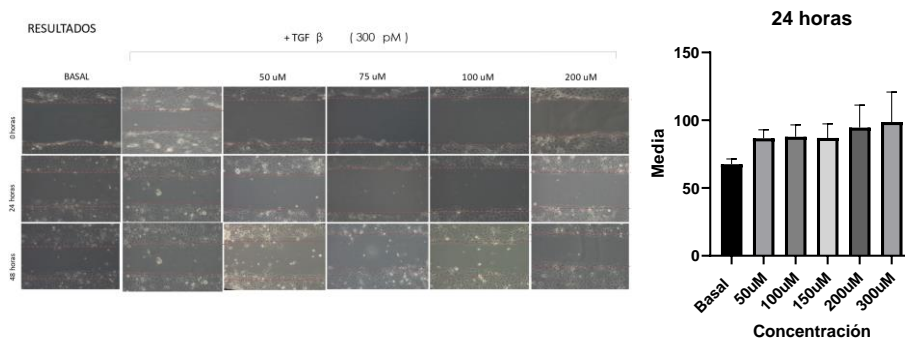 RESULTADOS
+ TGF β ( 300 pM )
BASAL 50 uM 75 uM 100 uM 200 uM
0 horas
24 horas
48 horas
24 horas
150
100
50
0
Media
Basal 50uM 100uM 150uM 200uM 300uM
Concentración